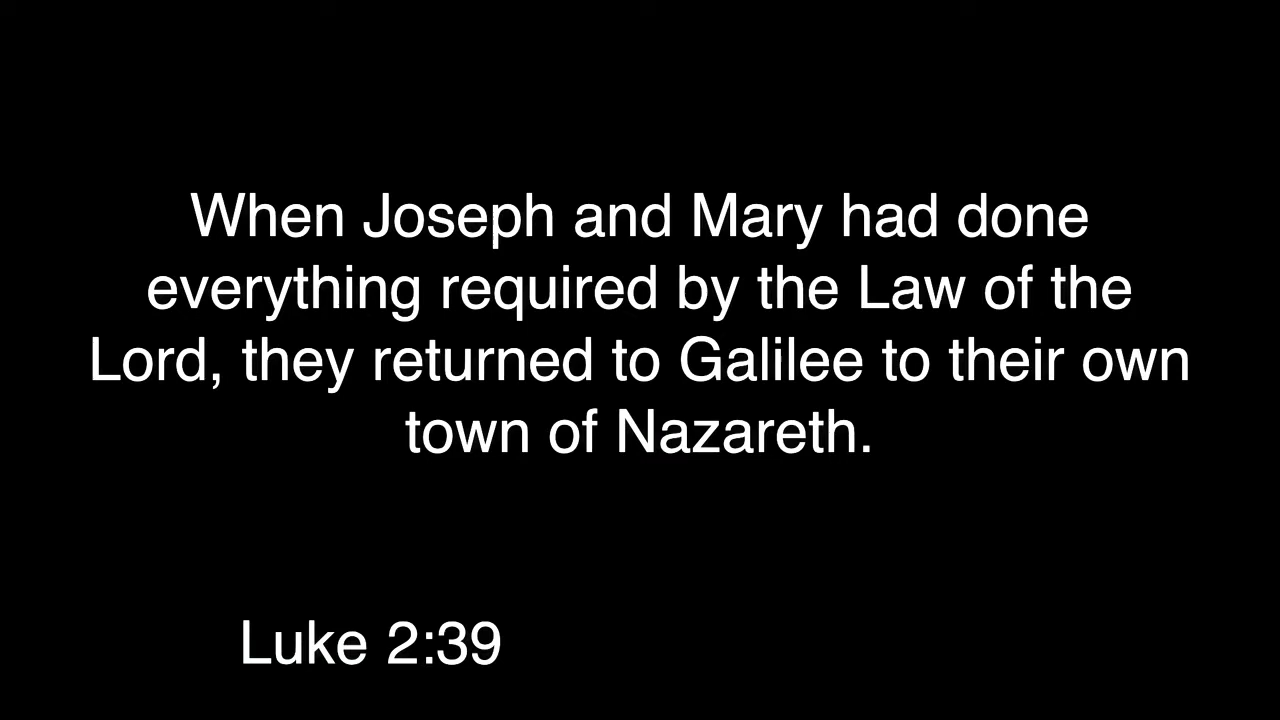 When Joseph and Mary had done
everything required by the Law of the
Lord, they returned to Galilee to their own
town of Nazareth.
Luke 2:39